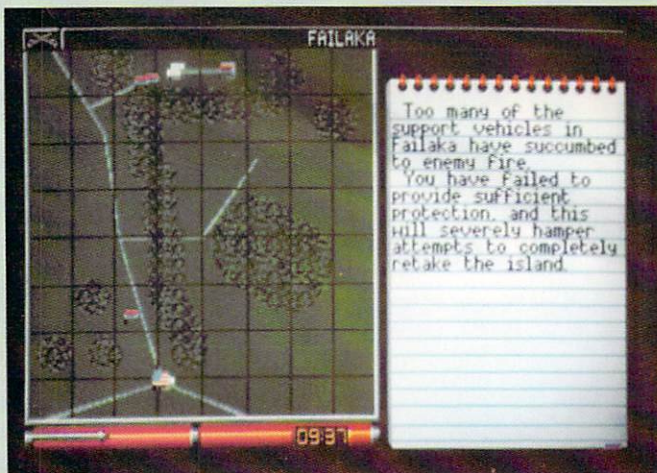 FAILAKA
Too many of the
support vehicles in
Failaka have succumbed
to enemy fire.
You have failed to
provide sufficient
protection, and this
will severely hamper
attempts to completely
retake the island.
09:37